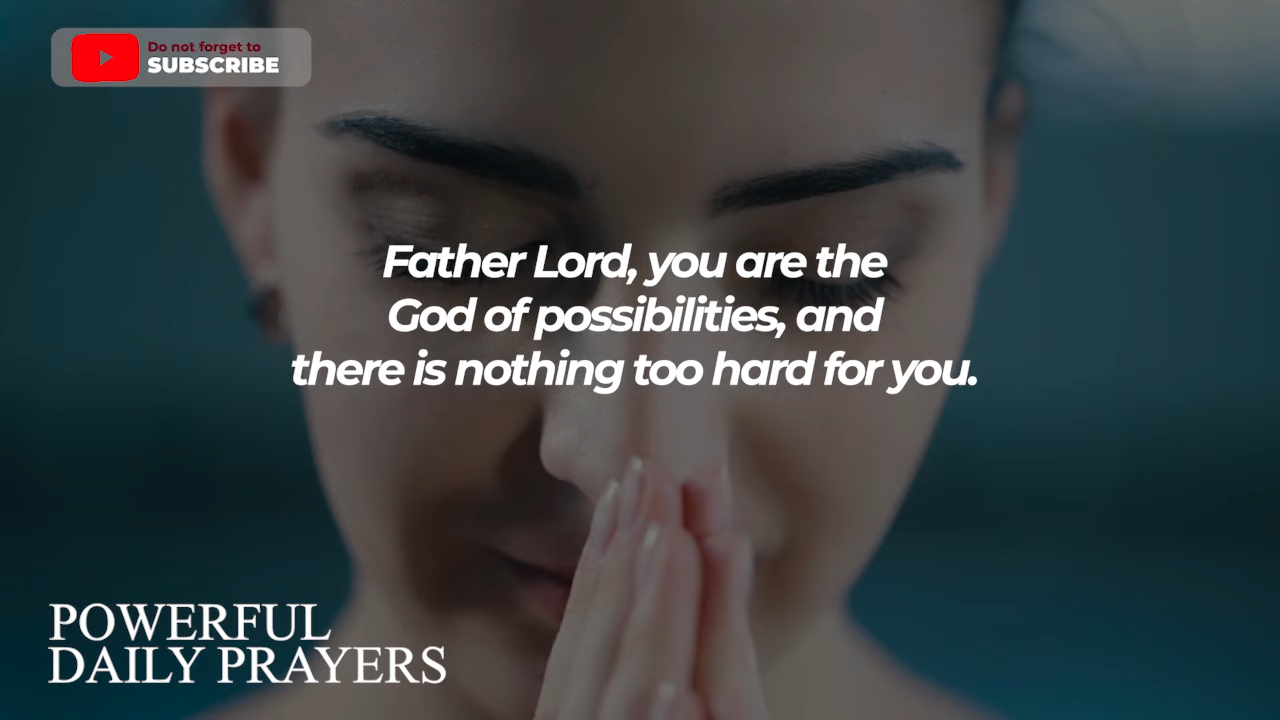 Do not forget to
SUBSCRIBE
Father Lord, you are the
God of possibilities, and
there is nothing too hard for you.
POWERFUL
DAILY PRAYERS